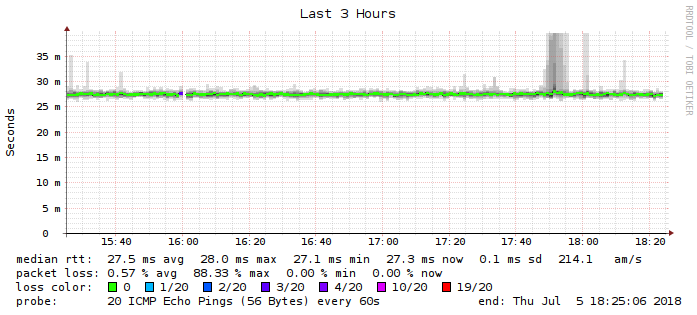 Last 3 Hours
RRDTOOL / TOBI OETIKER
Seconds
35 m
30 m
25 m
20 m
15 m
10 m
5 m
0
15:40 16:00 16:20 16:40 17:00 17:20 17:40 18:00 18:20
median rtt: 27.5 ms avg 28.0 ms max 27.1 ms min 27.3 ms now 0.1 ms sd 214.1 am/s
packet loss: 0.57 % avg 88.33 % max 0.00 % min 0.00 % now
loss color: 0 1/20 2/20 3/20 4/20 10/20 19/20
probe: 20 ICMP Echo Pings (56 Bytes) every 60s end: Thu Jul 5 18:25:06 2018